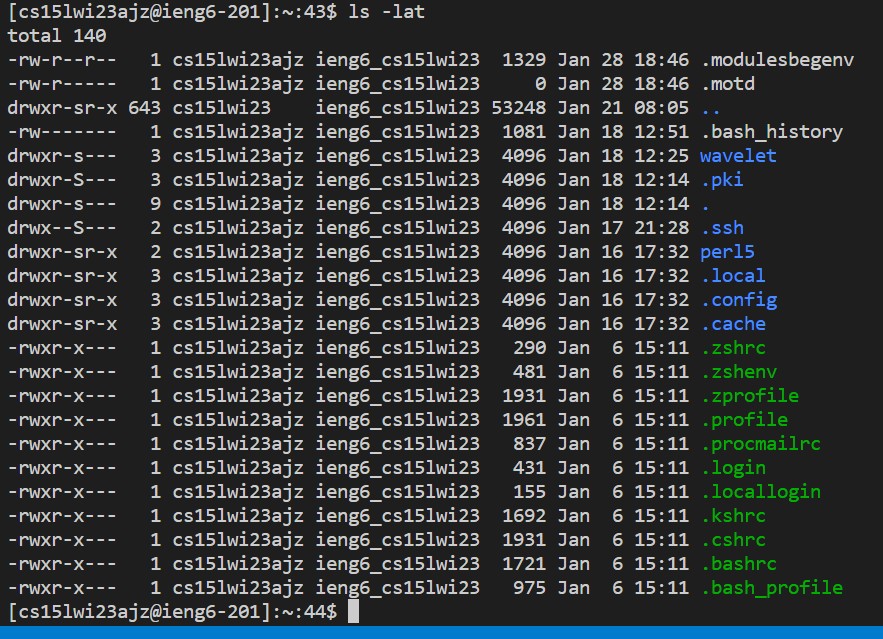 [cs15lwi23ajz@ieng6-201]:~:43$ ls -lat
total 140
-rw-r--r--   1 cs15lwi23ajz ieng6_cs15lwi23  1329 Jan 28 18:46 .modulesbegenv
-rw-r-----   1 cs15lwi23ajz ieng6_cs15lwi23     0 Jan 28 18:46 .motd
drwxr-sr-x 643 cs15lwi23    ieng6_cs15lwi23 53248 Jan 21 08:05 ..
-rw-------   1 cs15lwi23ajz ieng6_cs15lwi23  1081 Jan 18 12:51 .bash_history
drwxr-s---   3 cs15lwi23ajz ieng6_cs15lwi23  4096 Jan 18 12:25 wavelet
drwxr-S---   3 cs15lwi23ajz ieng6_cs15lwi23  4096 Jan 18 12:14 .pki
drwxr-s---   9 cs15lwi23ajz ieng6_cs15lwi23  4096 Jan 18 12:14 .
drwx--S---   2 cs15lwi23ajz ieng6_cs15lwi23  4096 Jan 17 21:28 .ssh
drwxr-sr-x   2 cs15lwi23ajz ieng6_cs15lwi23  4096 Jan 16 17:32 perl5
drwxr-sr-x   3 cs15lwi23ajz ieng6_cs15lwi23  4096 Jan 16 17:32 .local
drwxr-sr-x   3 cs15lwi23ajz ieng6_cs15lwi23  4096 Jan 16 17:32 .config
drwxr-sr-x   3 cs15lwi23ajz ieng6_cs15lwi23  4096 Jan 16 17:32 .cache
-rwxr-x---   1 cs15lwi23ajz ieng6_cs15lwi23   290 Jan  6 15:11 .zshrc
-rwxr-x---   1 cs15lwi23ajz ieng6_cs15lwi23   481 Jan  6 15:11 .zshenv
-rwxr-x---   1 cs15lwi23ajz ieng6_cs15lwi23  1931 Jan  6 15:11 .zprofile
-rwxr-x---   1 cs15lwi23ajz ieng6_cs15lwi23  1961 Jan  6 15:11 .profile
-rwxr-x---   1 cs15lwi23ajz ieng6_cs15lwi23   837 Jan  6 15:11 .procmailrc
-rwxr-x---   1 cs15lwi23ajz ieng6_cs15lwi23   431 Jan  6 15:11 .login
-rwxr-x---   1 cs15lwi23ajz ieng6_cs15lwi23   155 Jan  6 15:11 .locallogin
-rwxr-x---   1 cs15lwi23ajz ieng6_cs15lwi23  1692 Jan  6 15:11 .kshrc
-rwxr-x---   1 cs15lwi23ajz ieng6_cs15lwi23  1931 Jan  6 15:11 .cshrc
-rwxr-x---   1 cs15lwi23ajz ieng6_cs15lwi23  1721 Jan  6 15:11 .bashrc
-rwxr-x---   1 cs15lwi23ajz ieng6_cs15lwi23   975 Jan  6 15:11 .bash_profile
[cs15lwi23ajz@ieng6-201]:~:44$